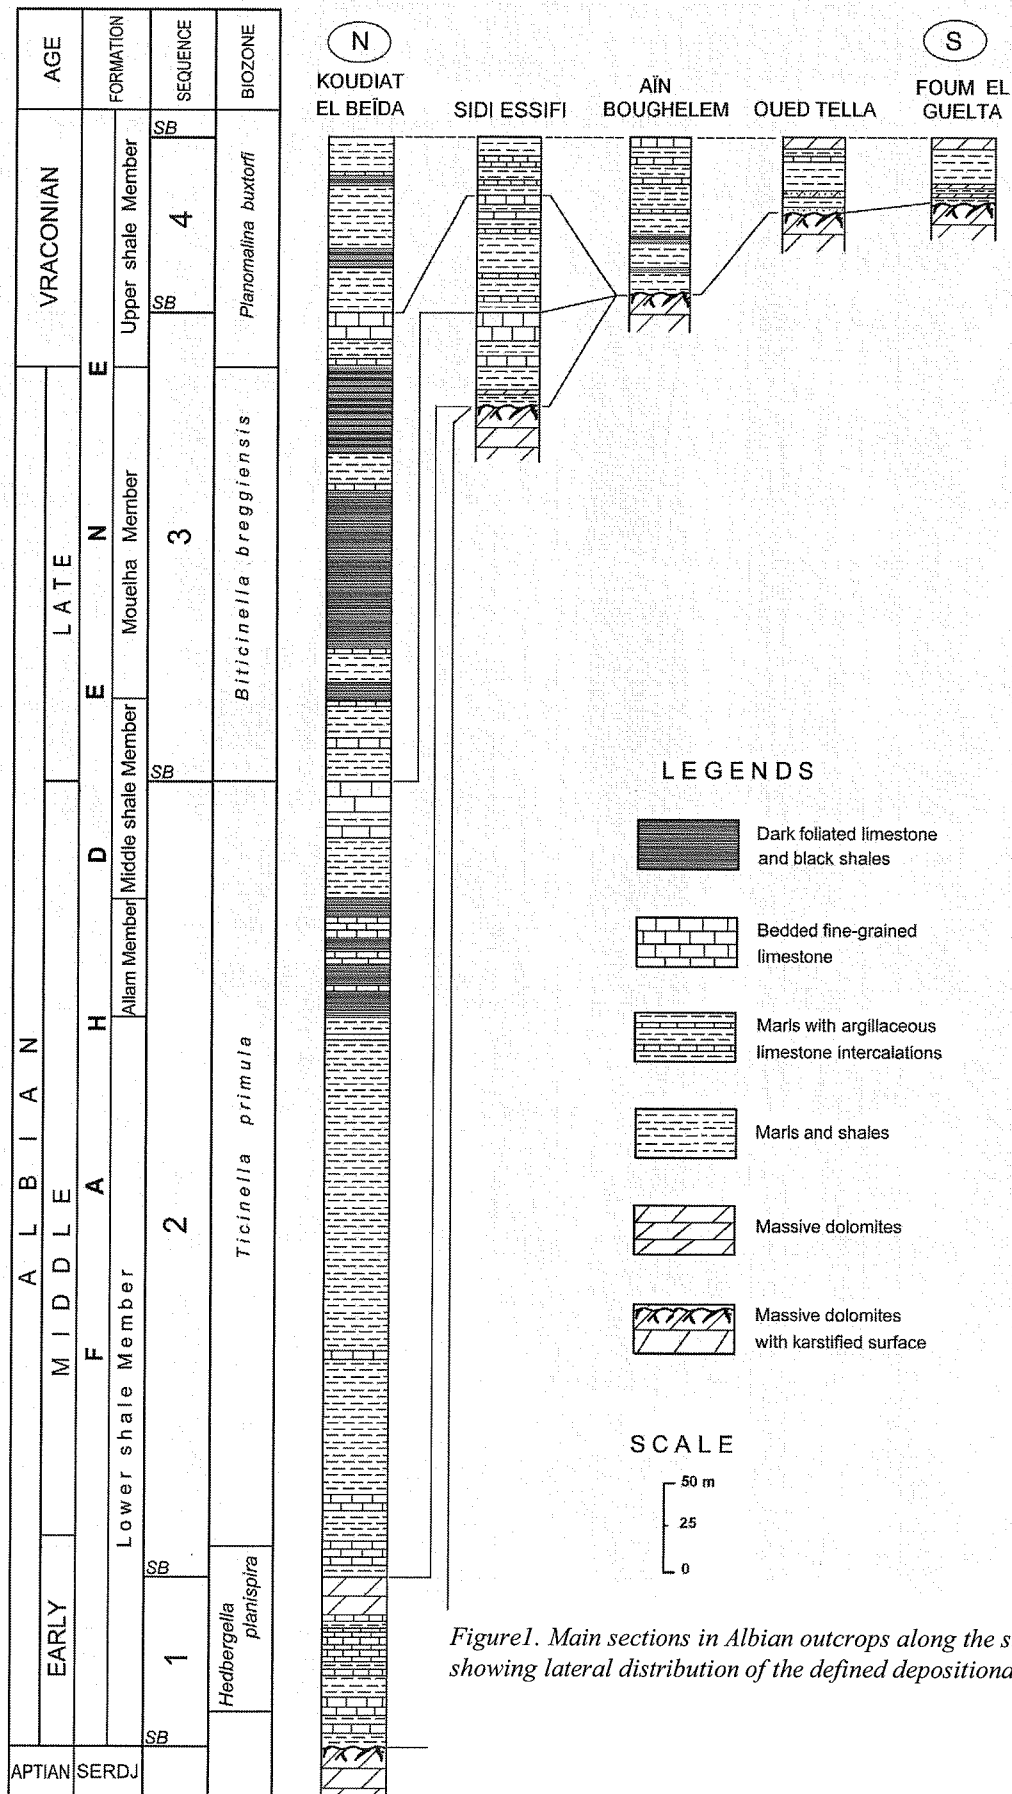 AGE
FORMATION
SEQUENCE
BIOZONE
N
S
KOUDIAT
EL BEÏDA
SIDI ESSIFI
AÏN
BOUGHELEM
OUED TELLA
FOUM EL
GUELTA
VRACONIAN
ALBIAN
LATE
MIDDLE
EARLY
APTIAN
FAHDENE
SERDJ
Upper shale Member
Mouelha Member
Middle shale Member
Allam Member
Lower shale Member
SB
4
SB
3
SB
2
SB
1
SB
Planomalina buxtorfi
Biticinella breggiensis
Ticinella primula
Hedbergella
planispira
LEGENDS
Dark foliated limestone
and black shales
Bedded fine-grained
limestone
Marls with argillaceous
limestone intercalations
Marls and shales
Massive dolomites
Massive dolomites
with karstified surface
SCALE
50 m
25
0
Figure1. Main sections in Albian outcrops along the s
showing lateral distribution of the defined depositiona